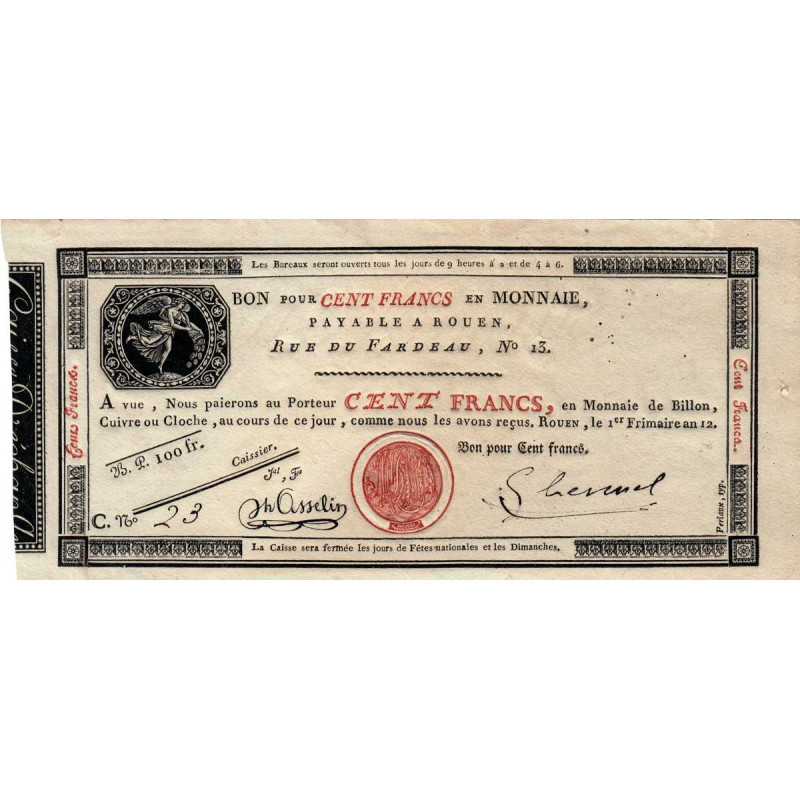 Les Bureaux seront ouverts tous les jours de 9 heures à 2 et de 4 à 6.
BON POUR CENT FRANCS EN MONNAIE,
PAYABLE A ROUEN,
RUE DU FARDEAU, No 13.
A vue, Nous paierons au Porteur CENT FRANCS, en Monnaie de Billon,
Cuivre ou Cloche, au cours de ce jour, comme nous les avons reçus. ROUEN, le 1er Frimaire an 12.
B. P. 100 fr.
Caissier.
Bon pour Cent francs.
C. No 23
Ph Asselin
La Caisse sera fermée les jours de Fêtes nationales et les Dimanches.
Cent Francs.
Cent Francs.
Periaux, typ.